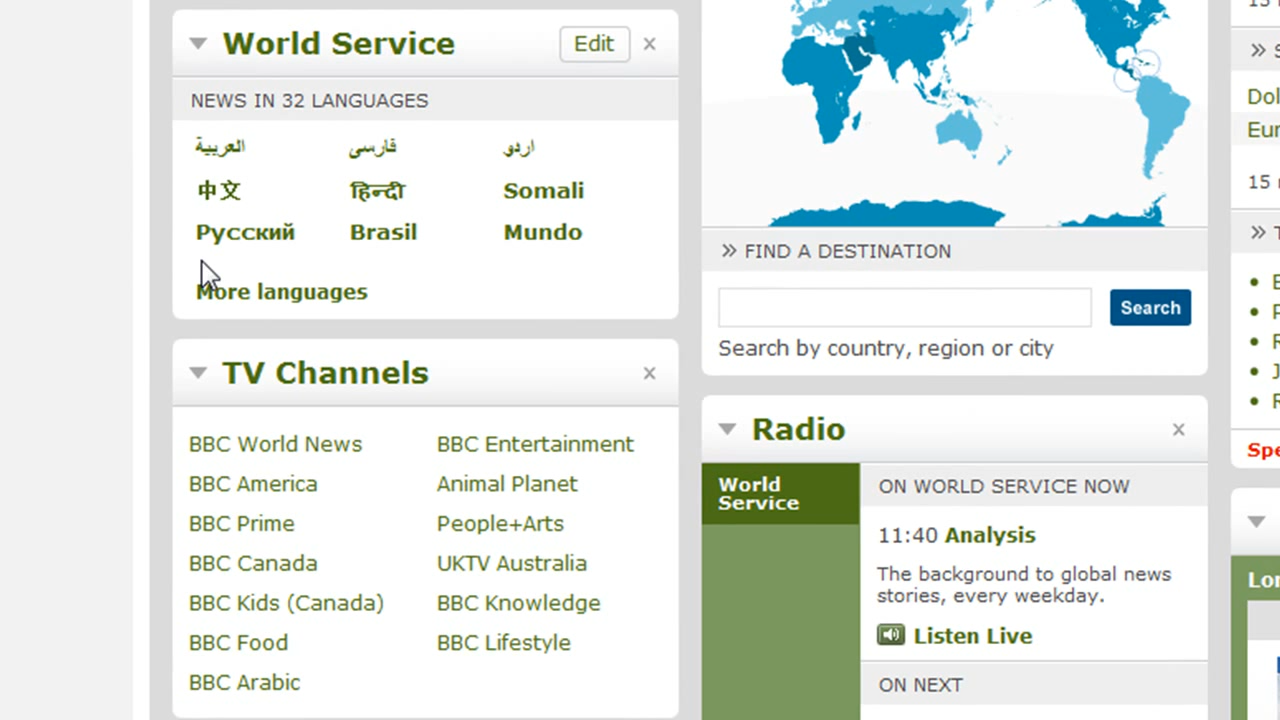 World Service
Edit
NEWS IN 32 LANGUAGES
العربية
فارسی
اردو
中文
हिन्दी
Somali
Русский
Brasil
Mundo
More languages
TV Channels
BBC World News
BBC Entertainment
BBC America
Animal Planet
BBC Prime
People+Arts
BBC Canada
UKTV Australia
BBC Kids (Canada)
BBC Knowledge
BBC Food
BBC Lifestyle
BBC Arabic
» FIND A DESTINATION
Search
Search by country, region or city
Radio
World
Service
ON WORLD SERVICE NOW
11:40 Analysis
The background to global news
stories, every weekday.
Listen Live
ON NEXT
15